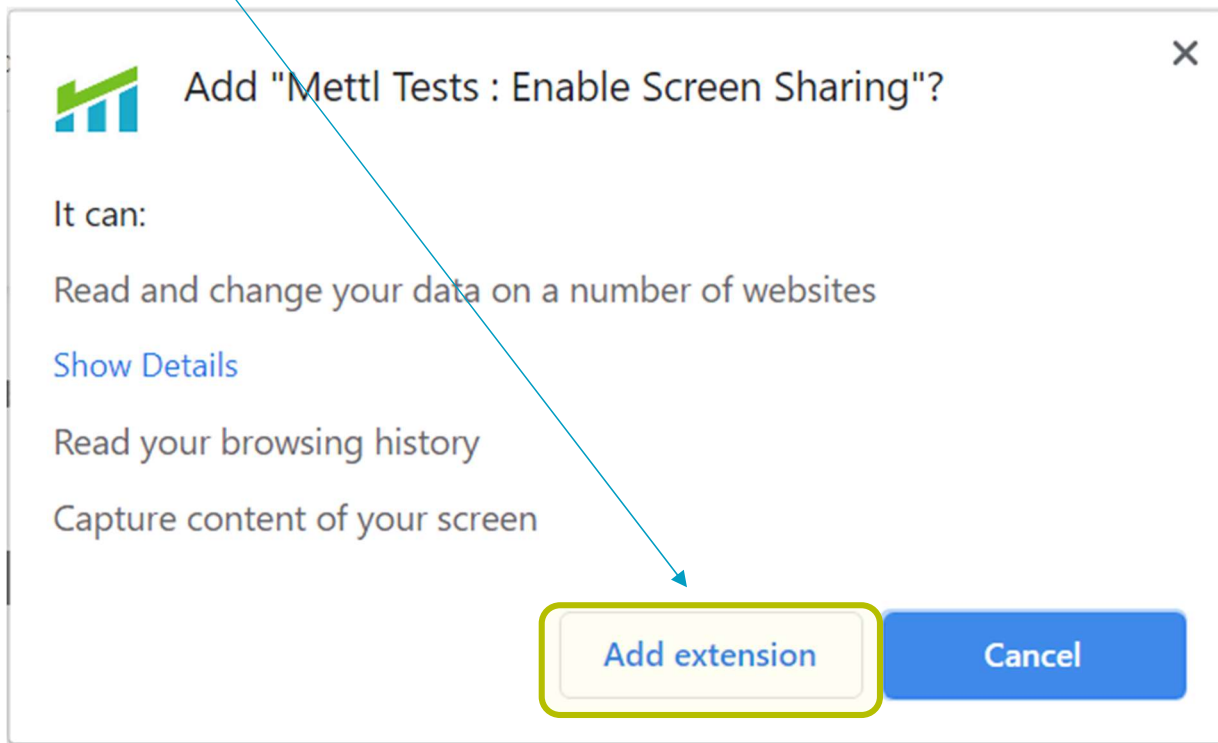 Add "Mettl Tests : Enable Screen Sharing"?
It can:
Read and change your data on a number of websites
Show Details
Read your browsing history
Capture content of your screen
Add extension
Cancel